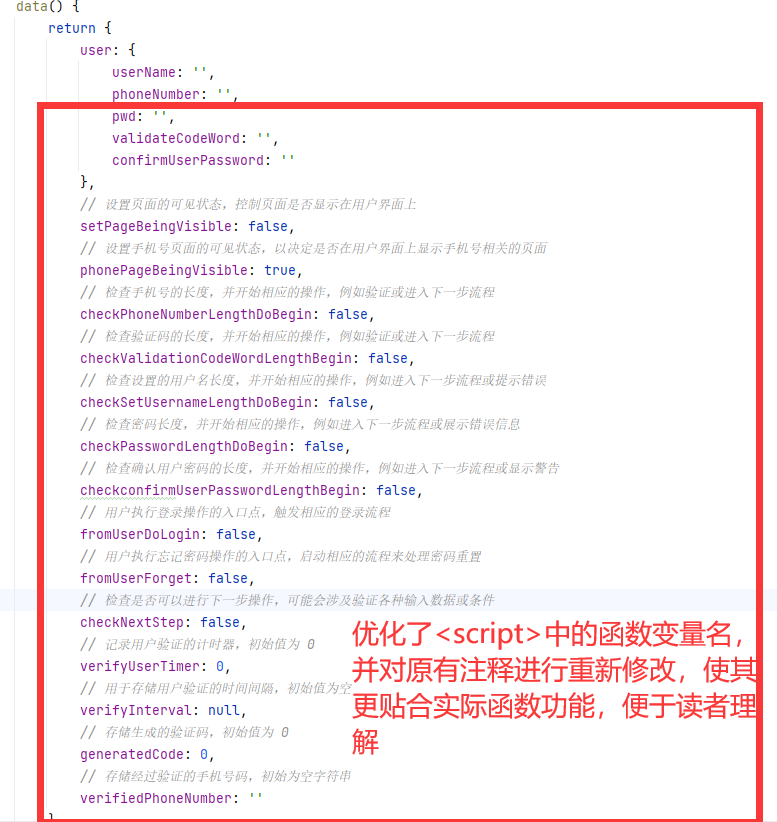 data() {
return {
user: {
userName: '',
phoneNumber: '',
pwd: '',
validateCodeWord: '',
confirmUserPassword: ''
},
// 设置页面的可见状态，控制页面是否显示在用户界面上
setPageBeingVisible: false,
// 设置手机号页面的可见状态，以决定是否在用户界面上显示手机号相关的页面
phonePageBeingVisible: true,
// 检查手机号的长度，并开始相应的操作，例如验证或进入下一步流程
checkPhoneNumberLengthDoBegin: false,
// 检查验证码的长度，并开始相应的操作，例如验证或进入下一步流程
checkValidationCodeWordLengthBegin: false,
// 检查设置的用户名长度，并开始相应的操作，例如进入下一步流程或提示错误
checkSetUsernameLengthDoBegin: false,
// 检查密码长度，并开始相应的操作，例如进入下一步流程或展示错误信息
checkPasswordLengthDoBegin: false,
// 检查确认用户密码的长度，并开始相应的操作，例如进入下一步流程或显示警告
checkconfirmUserPasswordLengthBegin: false,
// 用户执行登录操作的入口点，触发相应的登录流程
fromUserDoLogin: false,
// 用户执行忘记密码操作的入口点，启动相应的流程来处理密码重置
fromUserForget: false,
// 检查是否可以进行下一步操作，可能会涉及验证各种输入数据或条件
checkNextStep: false,
// 记录用户验证的计时器，初始值为 0
verifyUserTimer: 0,
// 用于存储用户验证的时间间隔，初始值为空
verifyInterval: null,
// 存储生成的验证码，初始值为 0
generatedCode: 0,
// 存储经过验证的手机号码，初始为空字符串
verifiedPhoneNumber: ''
优化了<script>中的函数变量名，
并对原有注释进行重新修改，使其
更贴合实际函数功能，便于读者理
解